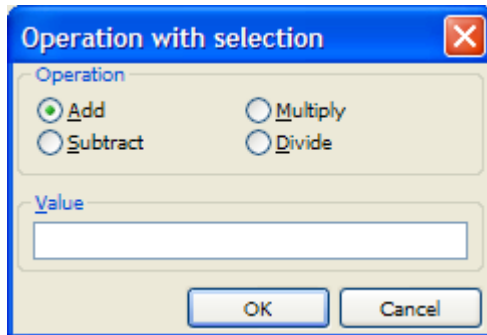 Operation with selection
Operation
Add
Multiply
Subtract
Divide
Value
OK
Cancel